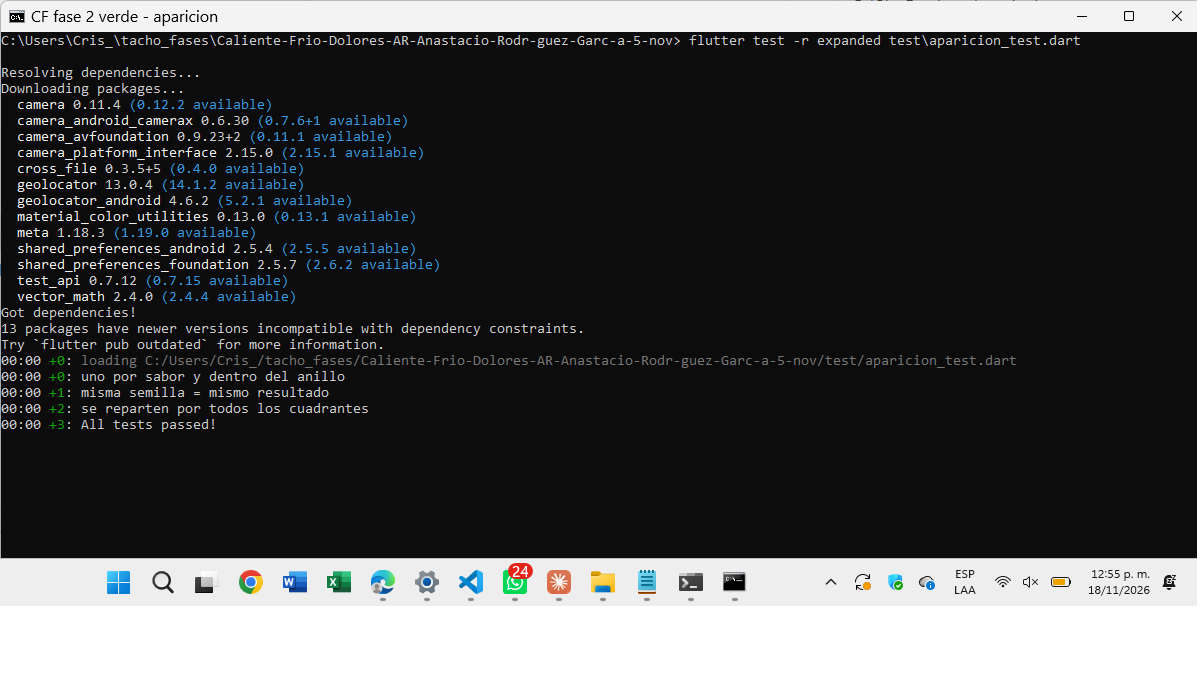 CF fase 2 verde - aparicion
C:\Users\Cris_\tacho_fases\Caliente-Frio-Dolores-AR-Anastacio-Rodr-guez-Garc-a-5-nov> flutter test -r expanded test\aparicion_test.dart
Resolving dependencies...
Downloading packages...
camera 0.11.4 (0.12.2 available)
camera_android_camerax 0.6.30 (0.7.6+1 available)
camera_avfoundation 0.9.23+2 (0.11.1 available)
camera_platform_interface 2.15.0 (2.15.1 available)
cross_file 0.3.5+5 (0.4.0 available)
geolocator 13.0.4 (14.1.2 available)
geolocator_android 4.6.2 (5.2.1 available)
material_color_utilities 0.13.0 (0.13.1 available)
meta 1.18.3 (1.19.0 available)
shared_preferences_android 2.5.4 (2.5.5 available)
shared_preferences_foundation 2.5.7 (2.6.2 available)
test_api 0.7.12 (0.7.15 available)
vector_math 2.4.0 (2.4.4 available)
Got dependencies!
13 packages have newer versions incompatible with dependency constraints.
Try `flutter pub outdated` for more information.
00:00 +0: loading C:/Users/Cris_/tacho_fases/Caliente-Frio-Dolores-AR-Anastacio-Rodr-guez-Garc-a-5-nov/test/aparicion_test.dart
00:00 +0: uno por sabor y dentro del anillo
00:00 +1: misma semilla = mismo resultado
00:00 +2: se reparten por todos los cuadrantes
00:00 +3: All tests passed!
24
ESP
LAA
12:55 p. m.
18/11/2026